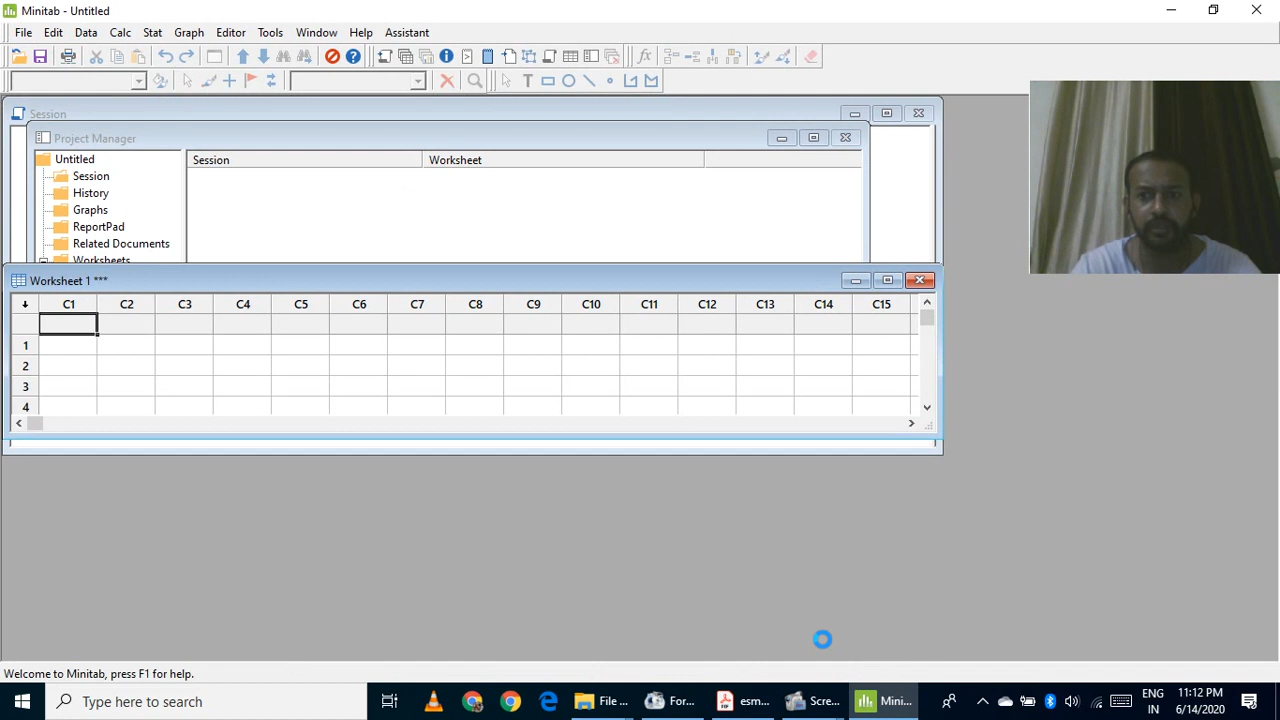 Minitab - Untitled
File Edit Data Calc Stat Graph Editor Tools Window Help Assistant
Session
Project Manager
Untitled
Session
History
Graphs
ReportPad
Related Documents
Worksheets
Session Worksheet
Worksheet 1 ***
C1 C2 C3 C4 C5 C6 C7 C8 C9 C10 C11 C12 C13 C14 C15
1
2
3
4
Welcome to Minitab, press F1 for help.
Type here to search
File ...
For...
esm...
Scre...
Mini...
ENG
IN
11:12 PM
6/14/2020